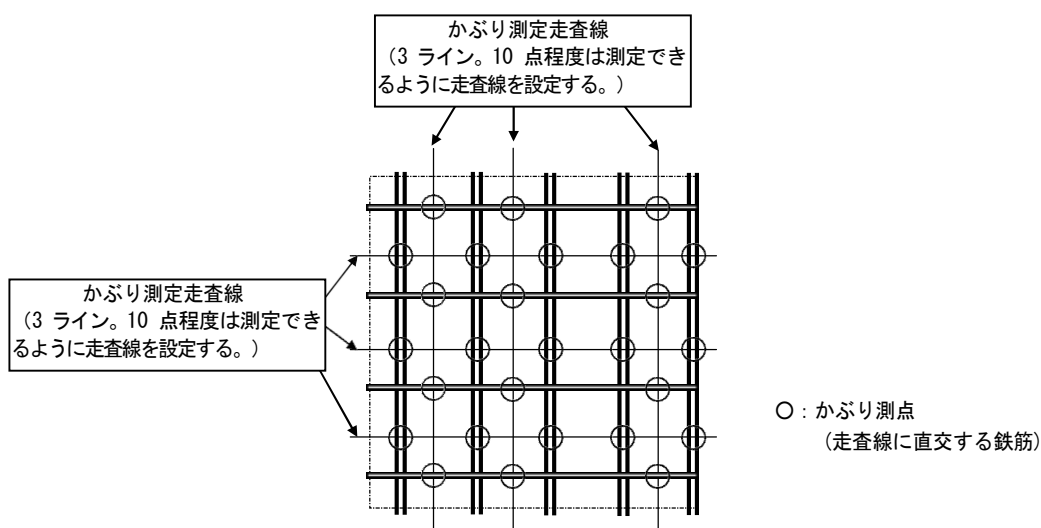 かぶり測定走査線
（3 ライン。10 点程度は測定でき
るように走査線を設定する。）
かぶり測定走査線
（3 ライン。10 点程度は測定でき
るように走査線を設定する。）
○：かぶり測点
（走査線に直交する鉄筋）